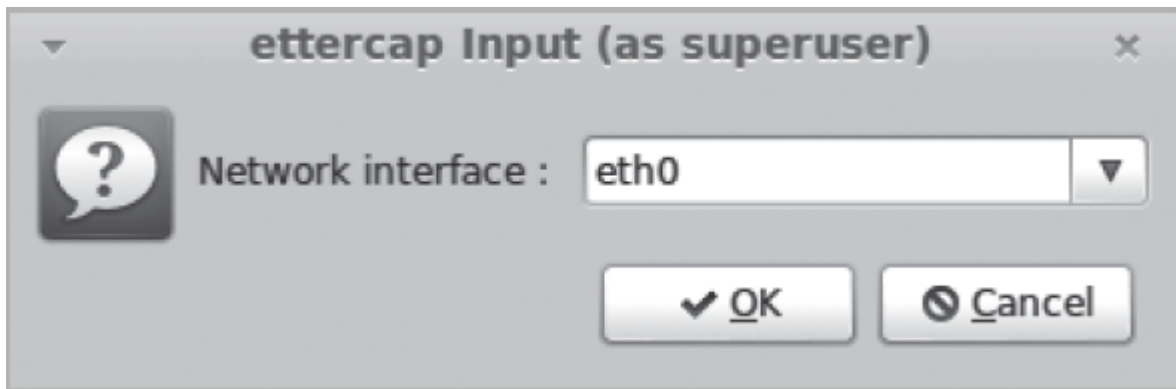 ettercap Input (as superuser)
?
Network interface : eth0
OK Cancel